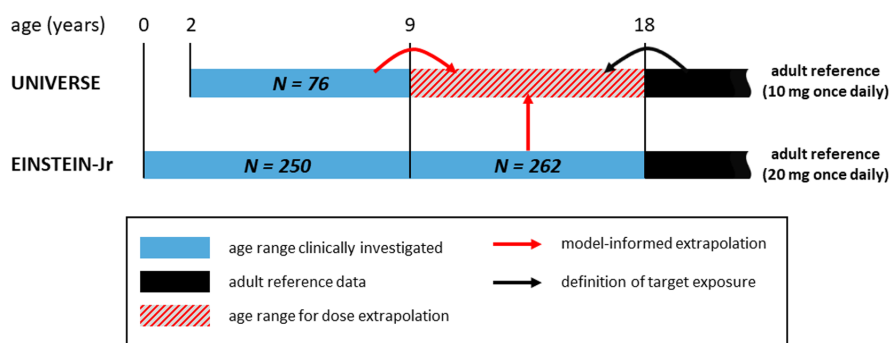 age (years) 0 2 9 18
UNIVERSE N = 76 adult reference
(10 mg once daily)
EINSTEIN-Jr N = 250 N = 262 adult reference
(20 mg once daily)
age range clinically investigated model-informed extrapolation
adult reference data definition of target exposure
age range for dose extrapolation